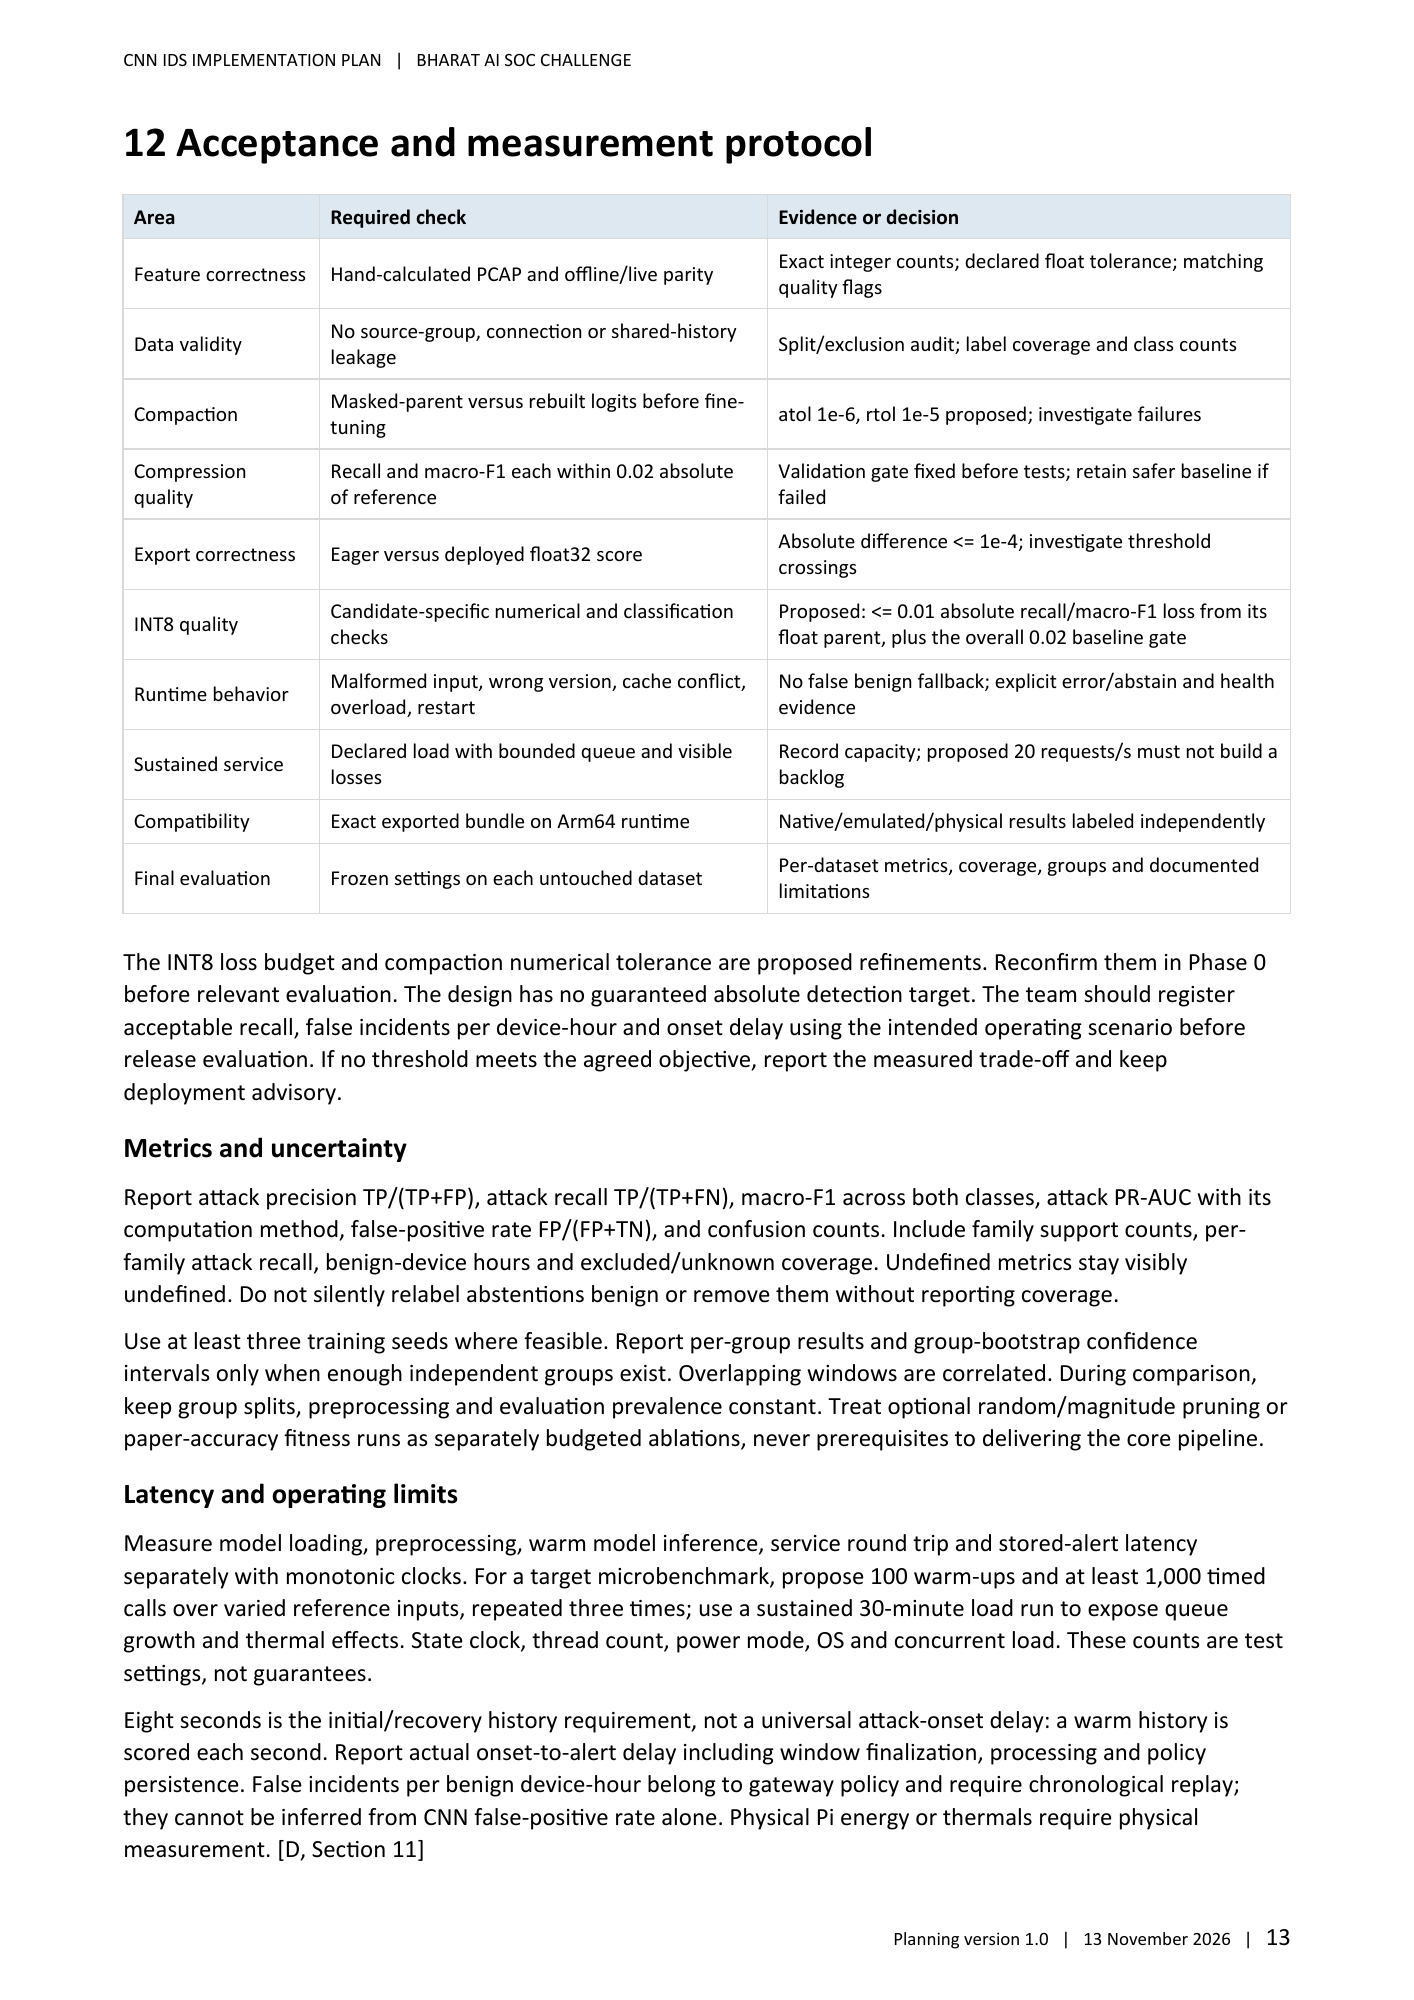 CNN IDS IMPLEMENTATION PLAN | BHARAT AI SOC CHALLENGE
12 Acceptance and measurement protocol
Area Required check Evidence or decision
Feature correctness Hand-calculated PCAP and offline/live parity Exact integer counts; declared float tolerance; matching
quality flags
Data validity No source-group, connection or shared-history
leakage Split/exclusion audit; label coverage and class counts
Compaction Masked-parent versus rebuilt logits before fine-
tuning atol 1e-6, rtol 1e-5 proposed; investigate failures
Compression
quality Recall and macro-F1 each within 0.02 absolute
of reference Validation gate fixed before tests; retain safer baseline if
failed
Export correctness Eager versus deployed float32 score Absolute difference <= 1e-4; investigate threshold
crossings
INT8 quality Candidate-specific numerical and classification
checks Proposed: <= 0.01 absolute recall/macro-F1 loss from its
float parent, plus the overall 0.02 baseline gate
Runtime behavior Malformed input, wrong version, cache conflict,
overload, restart No false benign fallback; explicit error/abstain and health
evidence
Sustained service Declared load with bounded queue and visible
losses Record capacity; proposed 20 requests/s must not build a
backlog
Compatibility Exact exported bundle on Arm64 runtime Native/emulated/physical results labeled independently
Final evaluation Frozen settings on each untouched dataset Per-dataset metrics, coverage, groups and documented
limitations
The INT8 loss budget and compaction numerical tolerance are proposed refinements. Reconfirm them in Phase 0
before relevant evaluation. The design has no guaranteed absolute detection target. The team should register
acceptable recall, false incidents per device-hour and onset delay using the intended operating scenario before
release evaluation. If no threshold meets the agreed objective, report the measured trade-off and keep
deployment advisory.
Metrics and uncertainty
Report attack precision TP/(TP+FP), attack recall TP/(TP+FN), macro-F1 across both classes, attack PR-AUC with its
computation method, false-positive rate FP/(FP+TN), and confusion counts. Include family support counts, per-
family attack recall, benign-device hours and excluded/unknown coverage. Undefined metrics stay visibly
undefined. Do not silently relabel abstentions benign or remove them without reporting coverage.
Use at least three training seeds where feasible. Report per-group results and group-bootstrap confidence
intervals only when enough independent groups exist. Overlapping windows are correlated. During comparison,
keep group splits, preprocessing and evaluation prevalence constant. Treat optional random/magnitude pruning or
paper-accuracy fitness runs as separately budgeted ablations, never prerequisites to delivering the core pipeline.
Latency and operating limits
Measure model loading, preprocessing, warm model inference, service round trip and stored-alert latency
separately with monotonic clocks. For a target microbenchmark, propose 100 warm-ups and at least 1,000 timed
calls over varied reference inputs, repeated three times; use a sustained 30-minute load run to expose queue
growth and thermal effects. State clock, thread count, power mode, OS and concurrent load. These counts are test
settings, not guarantees.
Eight seconds is the initial/recovery history requirement, not a universal attack-onset delay: a warm history is
scored each second. Report actual onset-to-alert delay including window finalization, processing and policy
persistence. False incidents per benign device-hour belong to gateway policy and require chronological replay;
they cannot be inferred from CNN false-positive rate alone. Physical Pi energy or thermals require physical
measurement. [D, Section 11]
Planning version 1.0 | 13 November 2026 | 13